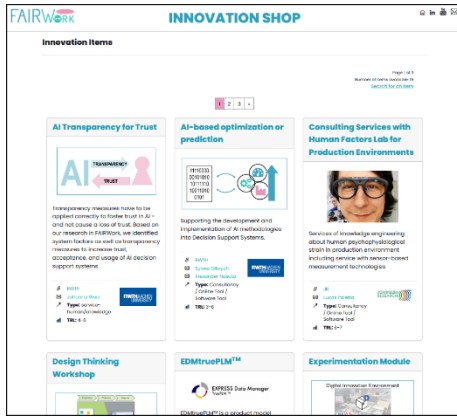 FAIRWORK
INNOVATION SHOP
Innovation Items
Page 1 of 3
Search for an item
1 2 3 »
AI Transparency for Trust
AI
TRANSPARENCY
TRUST
Transparency measures have to be
applied correctly to foster trust in AI -
and not cause a loss of trust. Based on
our research in FAIRWork, we identified
system factors as well as transparency
measures to increase trust,
acceptance, and usage of AI decision
support systems.
RWTH
Type: service-
human/knowledge
TRL: 4-5
AI-based optimization or
prediction
Supporting the development and
implementation of AI methodologies
into Decision Support Systems.
RWTH
Type: Consultancy
/ Online Tool /
Software Tool
TRL: 3-5
Consulting Services with
Human Factors Lab for
Production Environments
Services of knowledge engineering
about human psychophysiological
strain in production environment
including service with sensor-based
measurement technologies
JR
Type: Consultancy
/ Online Tool /
Software Tool
TRL: 5-7
Design Thinking
Workshop
EDMtruePLM™
EXPRESS Data Manager
EDMtruePLM™ is a product model
Experimentation Module
Digital Innovation Environment